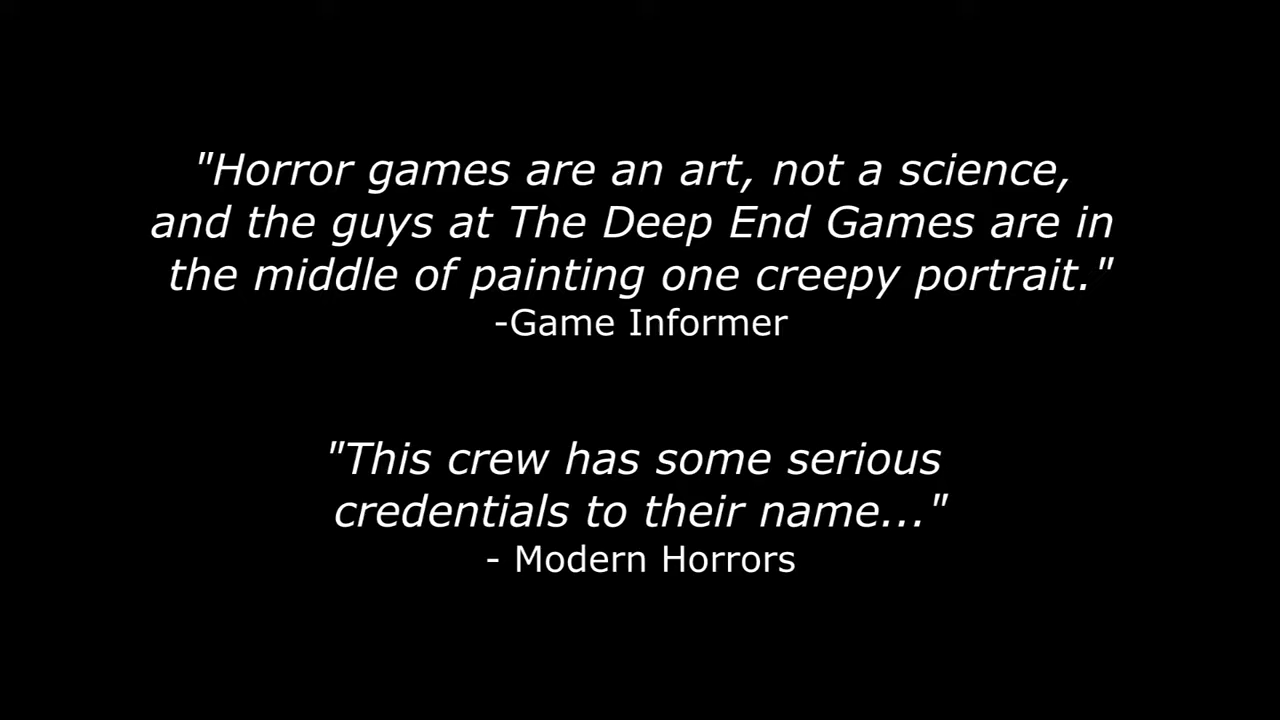 "Horror games are an art, not a science,
and the guys at The Deep End Games are in
the middle of painting one creepy portrait."
-Game Informer
"This crew has some serious
credentials to their name..."
- Modern Horrors